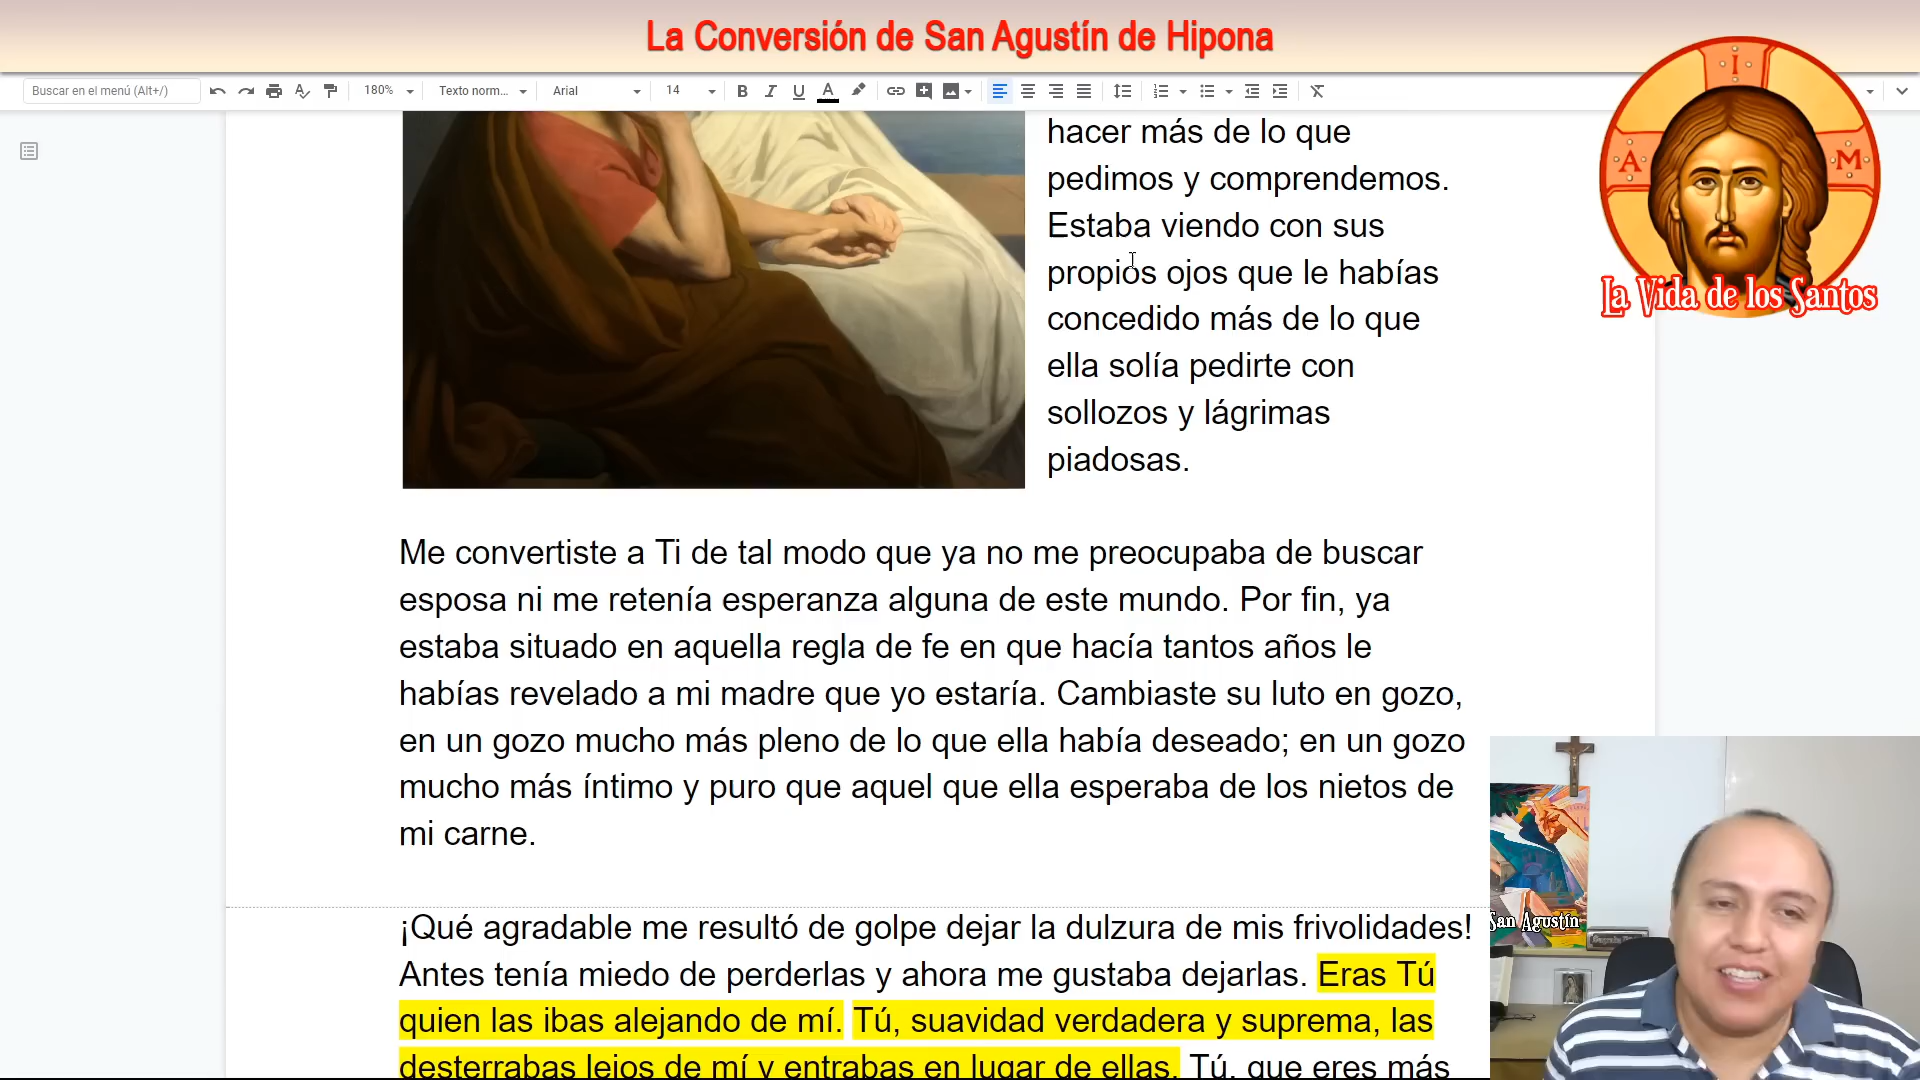 La Conversión de San Agustín de Hipona
Buscar en el menú (Alt+/)
180%
Texto norm...
Arial
14
B I U A
I
A M
La Vida de los Santos
hacer más de lo que
pedimos y comprendemos.
Estaba viendo con sus
propios ojos que le habías
concedido más de lo que
ella solía pedirte con
sollozos y lágrimas
piadosas.
Me convertiste a Ti de tal modo que ya no me preocupaba de buscar
esposa ni me retenía esperanza alguna de este mundo. Por fin, ya
estaba situado en aquella regla de fe en que hacía tantos años le
habías revelado a mi madre que yo estaría. Cambiaste su luto en gozo,
en un gozo mucho más pleno de lo que ella había deseado; en un gozo
mucho más íntimo y puro que aquel que ella esperaba de los nietos de
mi carne.
¡Qué agradable me resultó de golpe dejar la dulzura de mis frivolidades!
Antes tenía miedo de perderlas y ahora me gustaba dejarlas. Eras Tú
quien las ibas alejando de mí. Tú, suavidad verdadera y suprema, las
desterrabas lejos de mí y entrabas en lugar de ellas. Tú, que eres más
San Agustín